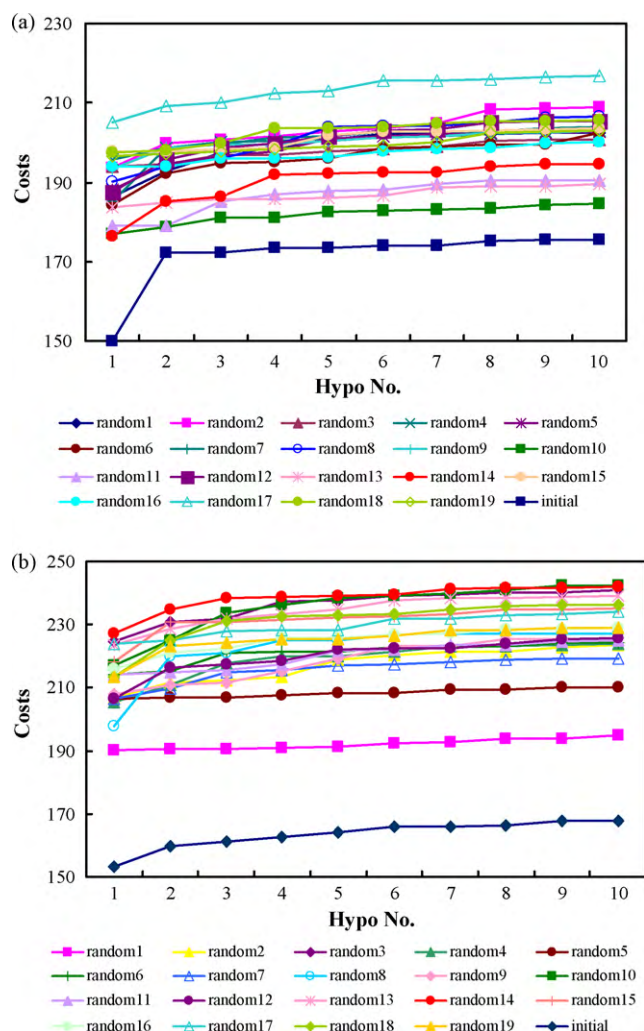 (a)
230
210
190
170
150
Costs
1 2 3 4 5 6 7 8 9 10
Hypo No.
random1 random2 random3 random4 random5
random6 random7 random8 random9 random10
random11 random12 random13 random14 random15
random16 random17 random18 random19 initial
(b)
250
230
210
190
170
150
Costs
1 2 3 4 5 6 7 8 9 10
Hypo No.
random1 random2 random3 random4 random5
random6 random7 random8 random9 random10
random11 random12 random13 random14 random15
random16 random17 random18 random19 initial